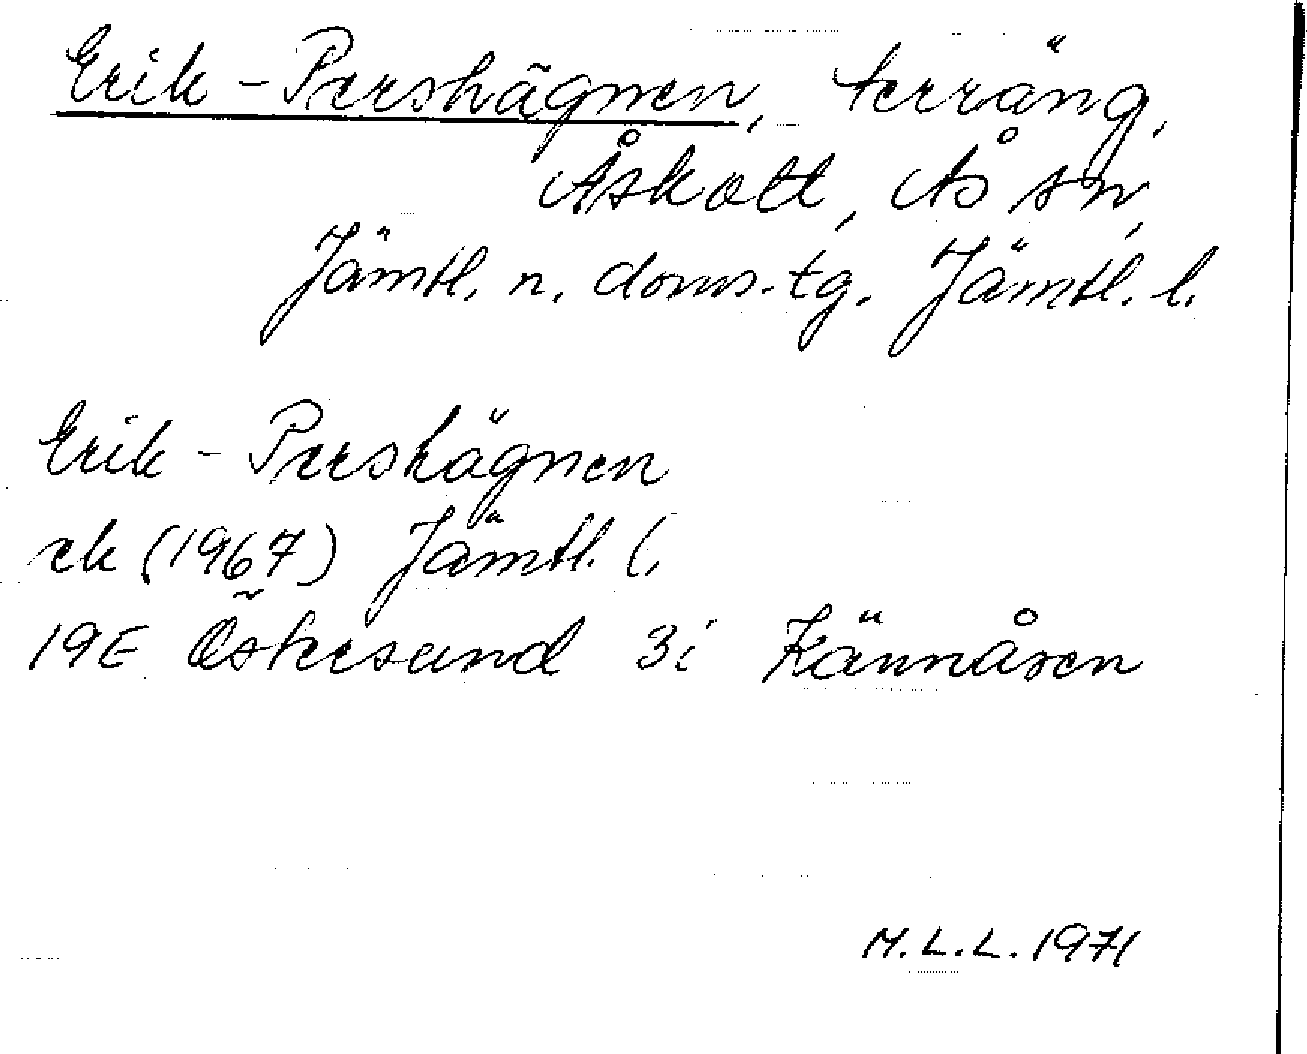 Erik-Pershägnen, terräng,
Åskott, Ås sn,
Jämtl. n. doms.tg. Jämtl. l.
Erik-Pershägnen
ek (1967) Jämtl. l.
19E Östersund 3i Kännåsen
M.L.L. 1971